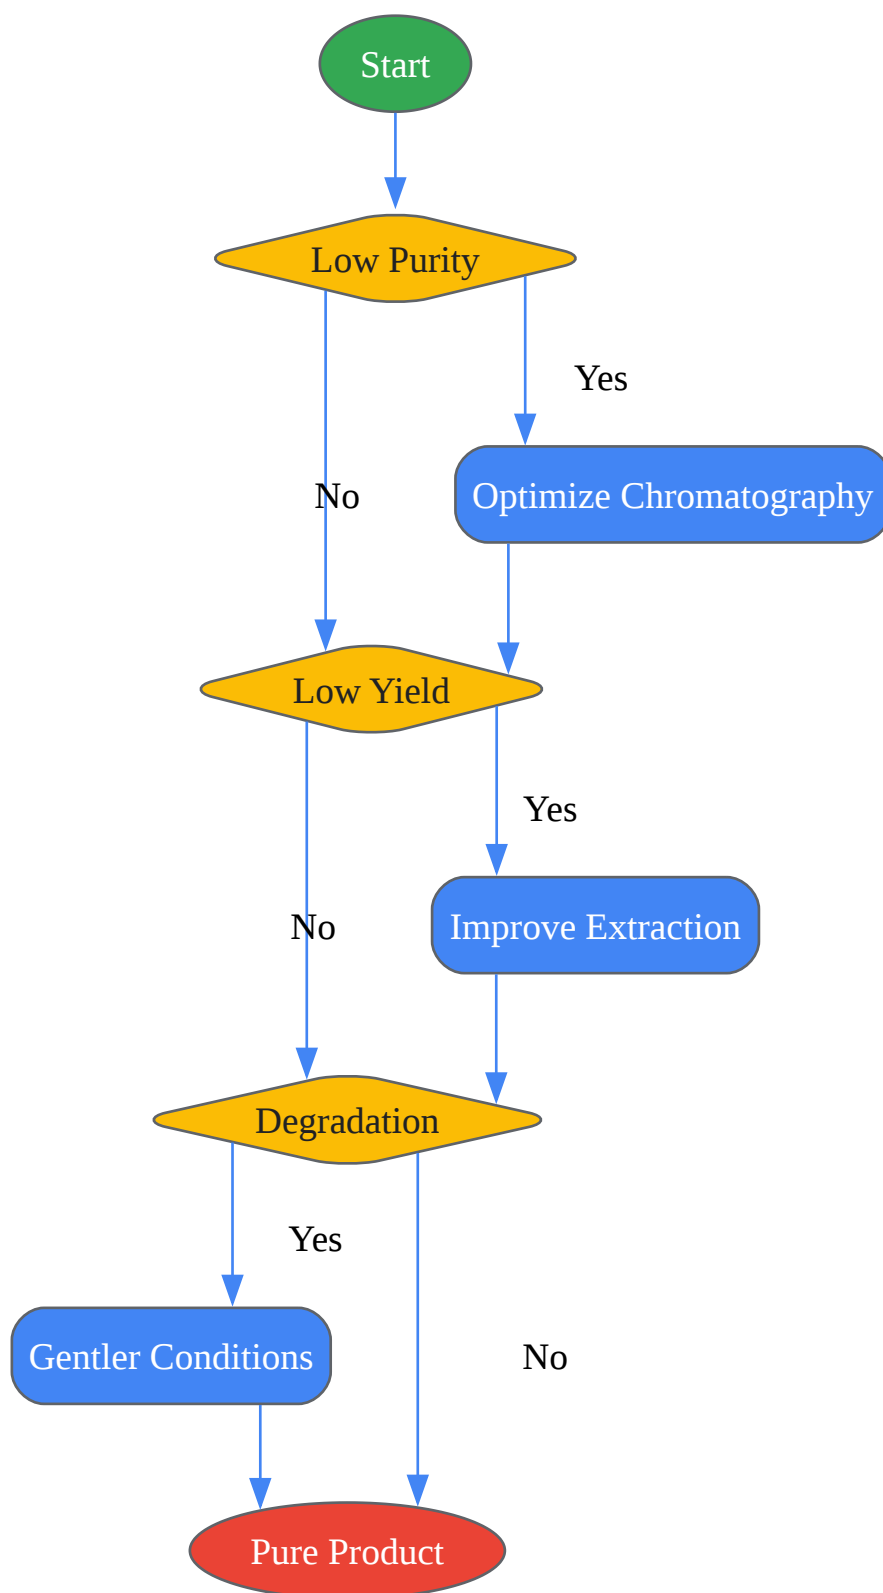 Start
Low Purity
Yes
No
Optimize Chromatography
Low Yield
Yes
No
Improve Extraction
Degradation
Yes
Gentler Conditions
No
Pure Product